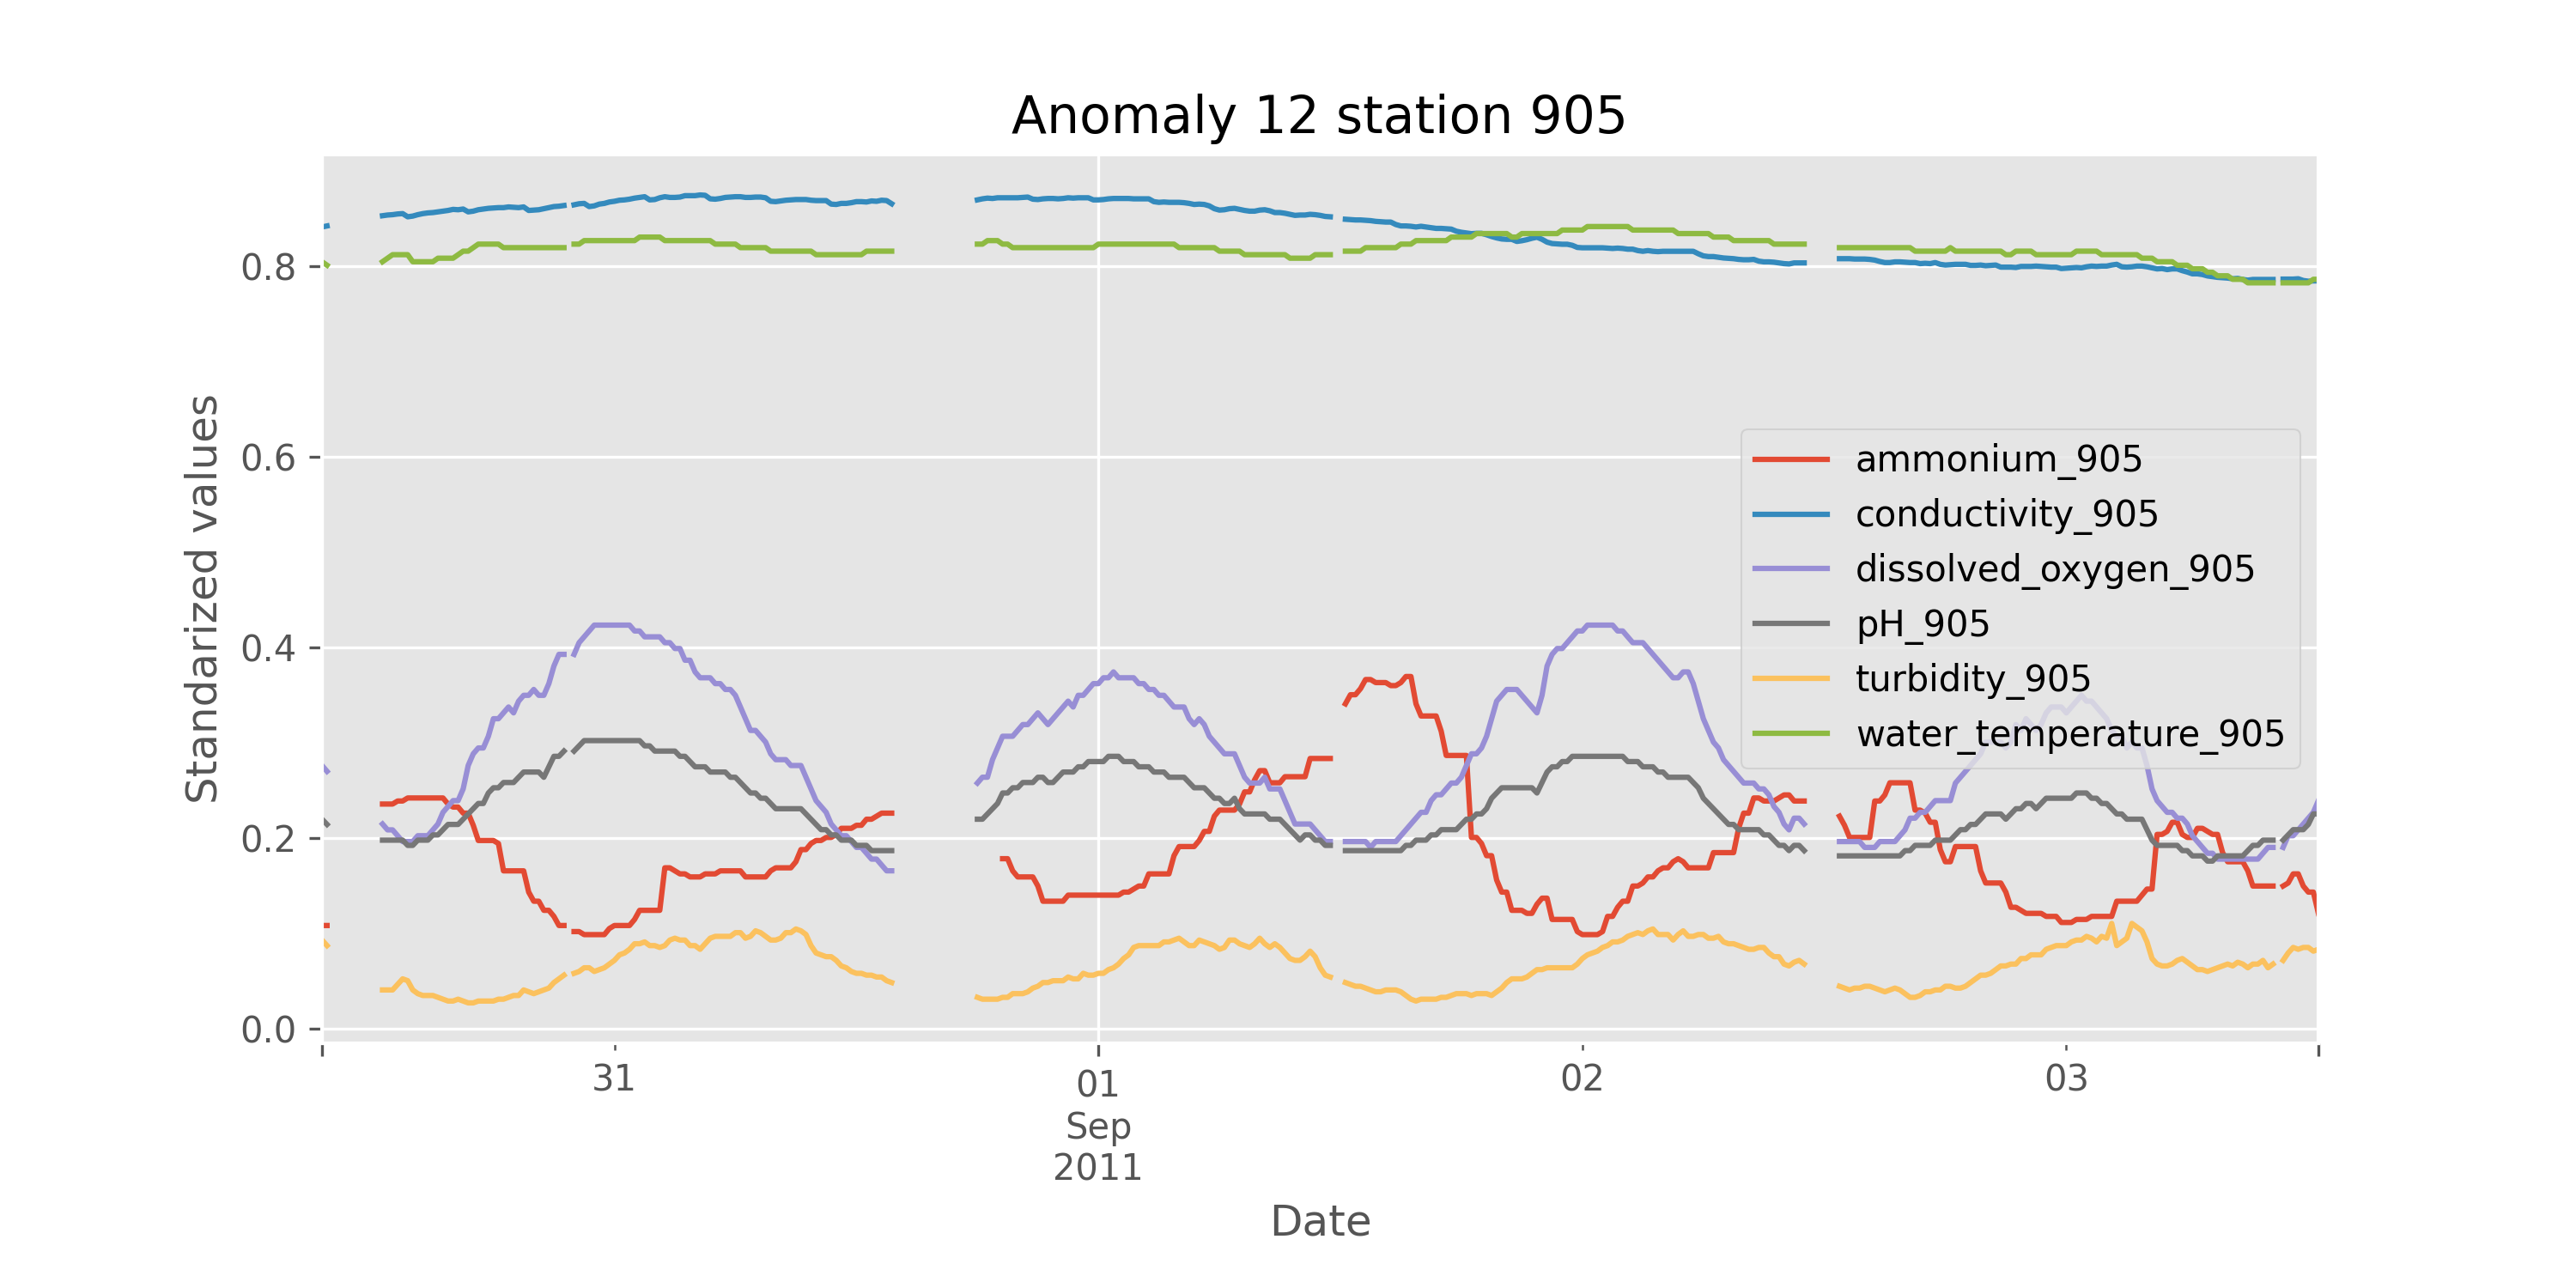 Anomaly 12 station 905
Standarized values
0.8
0.6
0.4
0.2
0.0
ammonium_905
conductivity_905
dissolved_oxygen_905
pH_905
turbidity_905
water_temperature_905
31
01
02
03
Sep
2011
Date